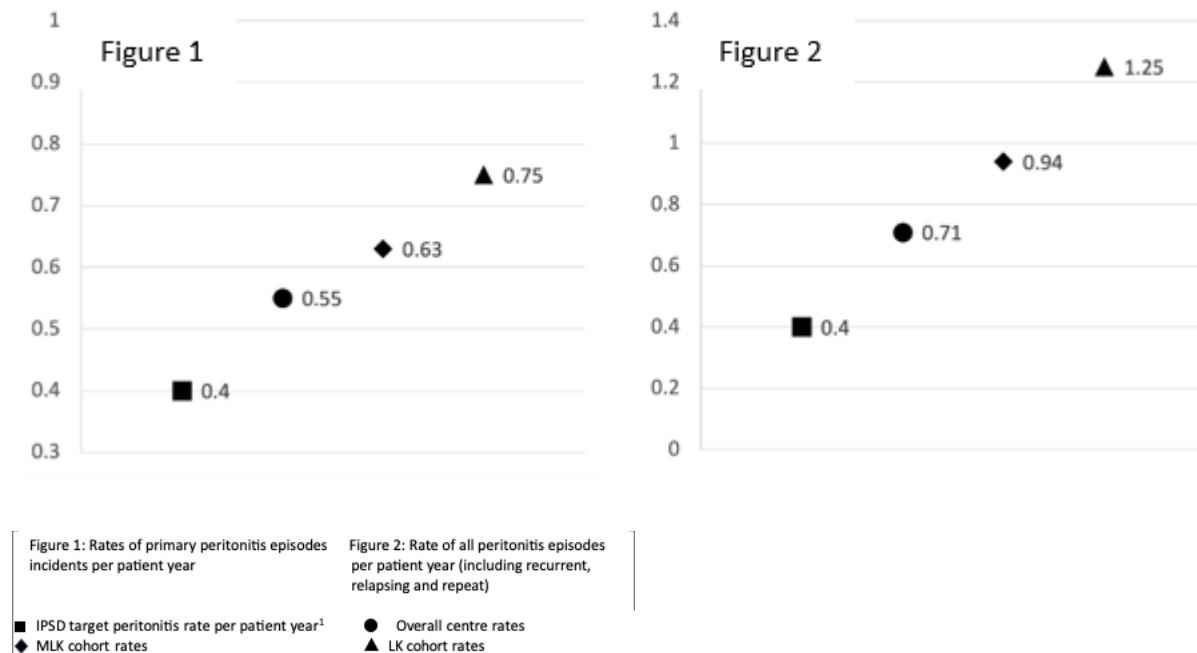 Figure 1
1
0.9
0.8
0.7
0.6
0.5
0.4
0.3
0.4
0.55
0.63
0.75
Figure 2
1.4
1.2
1
0.8
0.6
0.4
0.2
0
0.4
0.71
0.94
1.25
Figure 1: Rates of primary peritonitis episodes
incidents per patient year
Figure 2: Rate of all peritonitis episodes
per patient year (including recurrent,
relapsing and repeat)
IPSD target peritonitis rate per patient year¹
Overall centre rates
MLK cohort rates
LK cohort rates